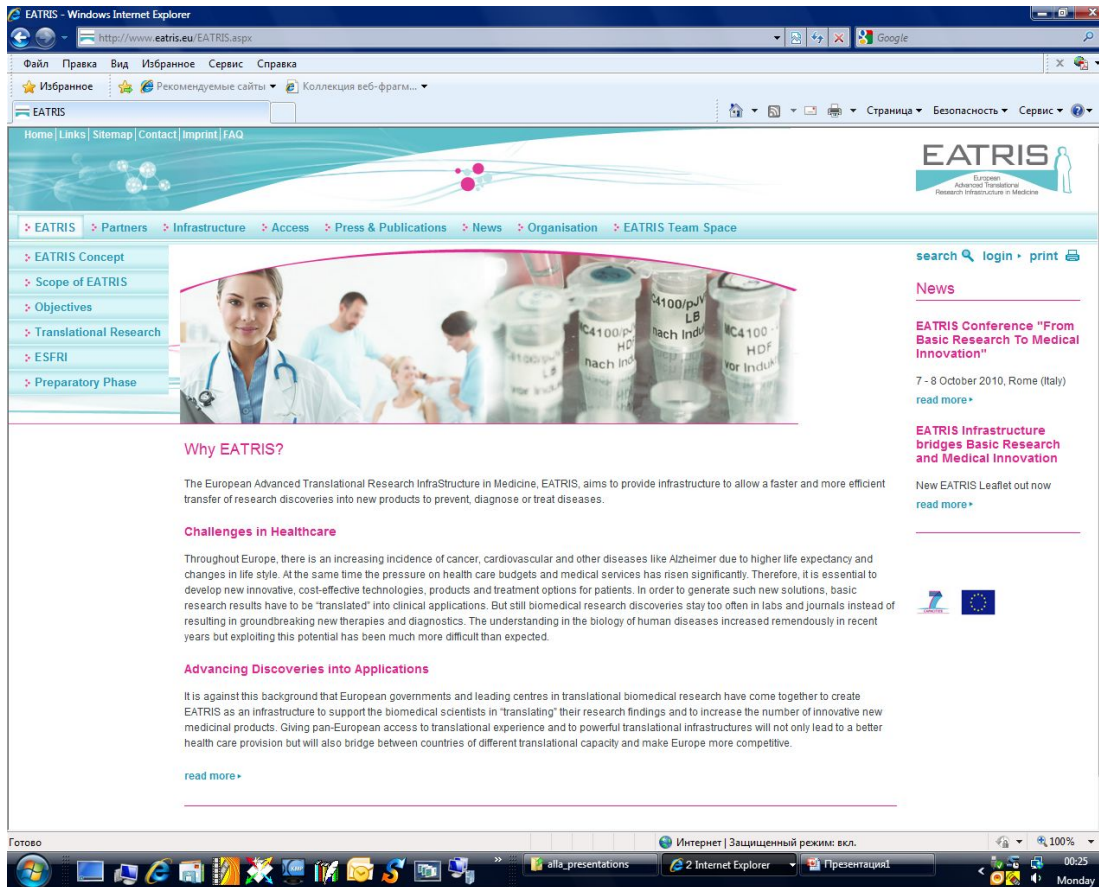 EATRIS - Windows Internet Explorer
http://www.eatris.eu/EATRIS.aspx
Google
Файл Правка Вид Избранное Сервис Справка
Избранное Рекомендуемые сайты Коллекция веб-фрагм...
EATRIS
Страница Безопасность Сервис
Home | Links | Sitemap | Contact | Imprint | FAQ
EATRIS
European
Advanced Translational
Research Infrastructure in Medicine
EATRIS Partners Infrastructure Access Press & Publications News Organisation EATRIS Team Space
EATRIS Concept
Scope of EATRIS
Objectives
Translational Research
ESFRI
Preparatory Phase
C4100/pJV
LB
nach Indu
MC4100
HDF
vor Induk
search login print
News
EATRIS Conference "From
Basic Research To Medical
Innovation"
7 - 8 October 2010, Rome (Italy)
read more
EATRIS Infrastructure
bridges Basic Research
and Medical Innovation
New EATRIS Leaflet out now
read more
Why EATRIS?
The European Advanced Translational Research InfraStructure in Medicine, EATRIS, aims to provide infrastructure to allow a faster and more efficient
transfer of research discoveries into new products to prevent, diagnose or treat diseases.
Challenges in Healthcare
Throughout Europe, there is an increasing incidence of cancer, cardiovascular and other diseases like Alzheimer due to higher life expectancy and
changes in life style. At the same time the pressure on health care budgets and medical services has risen significantly. Therefore, it is essential to
develop new innovative, cost-effective technologies, products and treatment options for patients. In order to generate such new solutions, basic
research results have to be "translated" into clinical applications. But still biomedical research discoveries stay too often in labs and journals instead of
resulting in groundbreaking new therapies and diagnostics. The understanding in the biology of human diseases increased remendously in recent
years but exploiting this potential has been much more difficult than expected.
Advancing Discoveries into Applications
It is against this background that European governments and leading centres in translational biomedical research have come together to create
EATRIS as an infrastructure to support the biomedical scientists in "translating" their research findings and to increase the number of innovative new
medicinal products. Giving pan-European access to translational experience and to powerful translational infrastructures will not only lead to a better
health care provision but will also bridge between countries of different translational capacity and make Europe more competitive.
read more
Готово
Интернет | Защищенный режим: вкл.
100%
alla_presentations
2 Internet Explorer
Презентация1
00:25
Monday